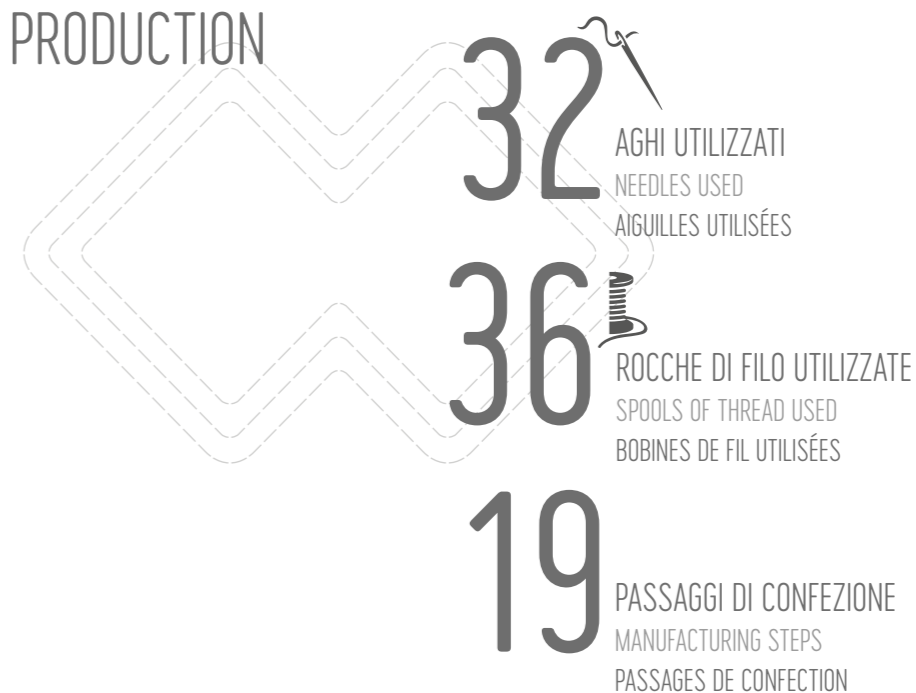 PRODUCTION
32
AGHI UTILIZZATI
NEEDLES USED
AIGUILLES UTILISÉES
36
ROCCHE DI FILO UTILIZZATE
SPOOLS OF THREAD USED
BOBINES DE FIL UTILISÉES
19
PASSAGGI DI CONFEZIONE
MANUFACTURING STEPS
PASSAGES DE CONFECTION